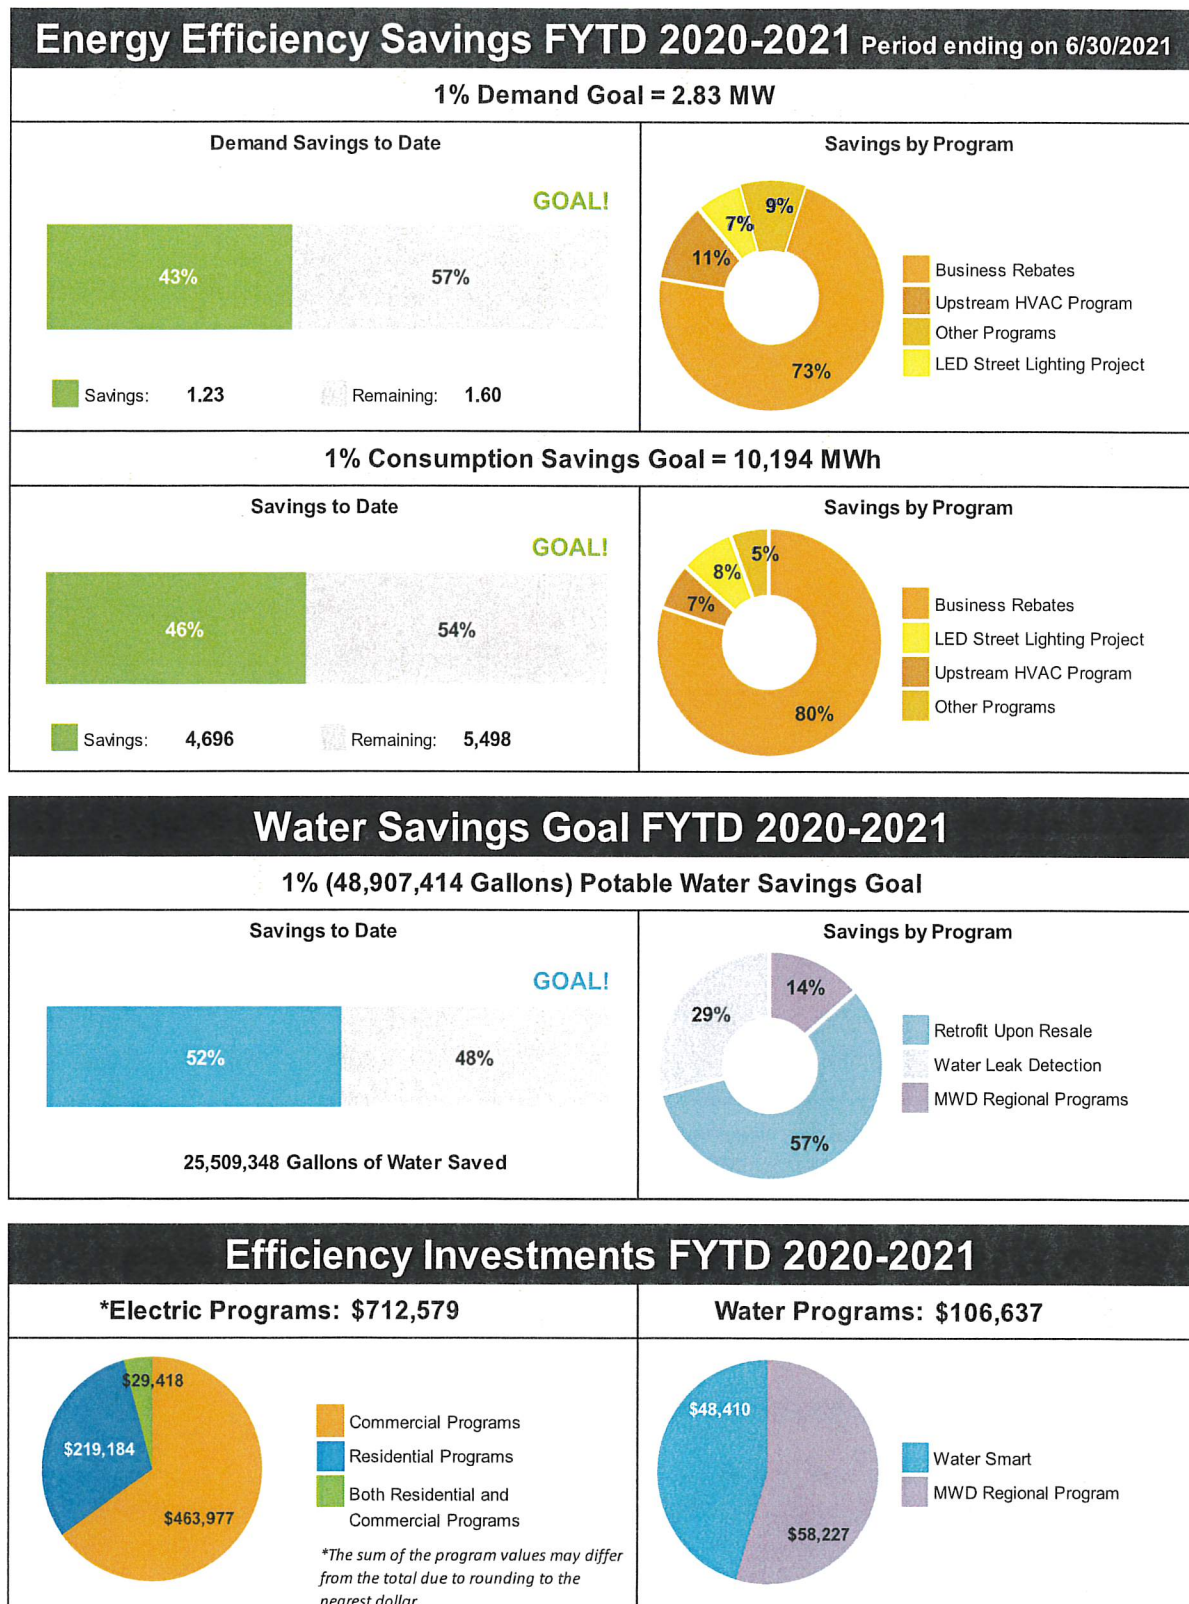 Energy Efficiency Savings FYTD 2020-2021 Period ending on 6/30/2021
1% Demand Goal = 2.83 MW
Demand Savings to Date
GOAL!
43%
57%
Savings: 1.23
Remaining: 1.60
Savings by Program
9%
7%
11%
73%
Business Rebates
Upstream HVAC Program
Other Programs
LED Street Lighting Project
1% Consumption Savings Goal = 10,194 MWh
Savings to Date
GOAL!
46%
54%
Savings: 4,696
Remaining: 5,498
Savings by Program
5%
8%
7%
80%
Business Rebates
LED Street Lighting Project
Upstream HVAC Program
Other Programs
Water Savings Goal FYTD 2020-2021
1% (48,907,414 Gallons) Potable Water Savings Goal
Savings to Date
GOAL!
52%
48%
25,509,348 Gallons of Water Saved
Savings by Program
14%
29%
57%
Retrofit Upon Resale
Water Leak Detection
MWD Regional Programs
Efficiency Investments FYTD 2020-2021
*Electric Programs: $712,579
$29,418
$219,184
$463,977
Commercial Programs
Residential Programs
Both Residential and
Commercial Programs
*The sum of the program values may differ
from the total due to rounding to the
nearest dollar
Water Programs: $106,637
$48,410
$58,227
Water Smart
MWD Regional Program